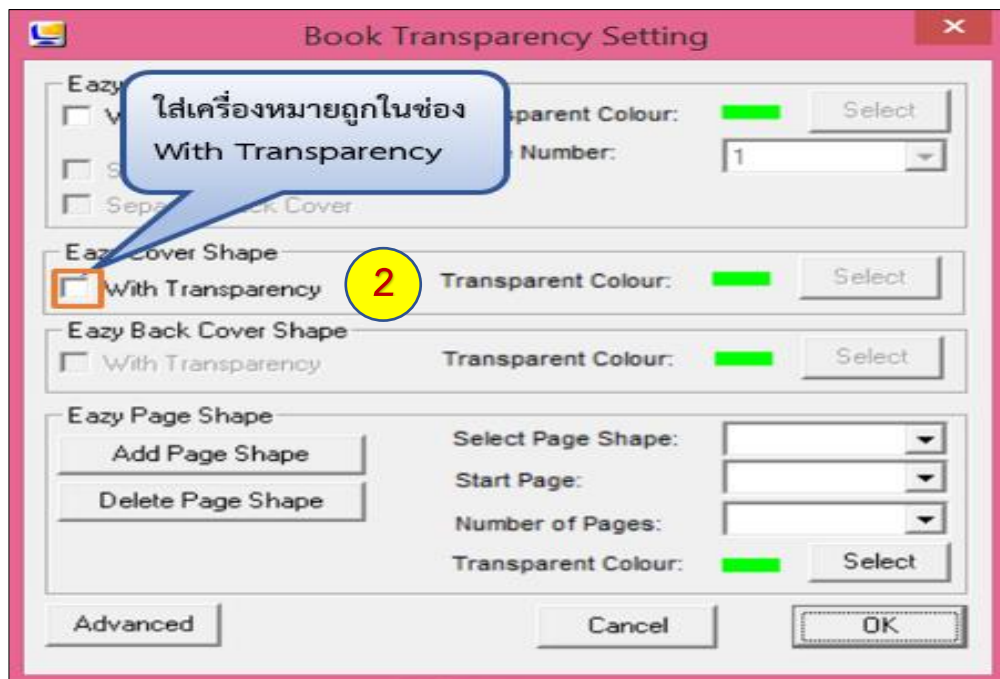 Book Transparency Setting
Eazy
ใส่เครื่องหมายถูกในช่อง
With Transparency
Colour:
Select
Number:
1
Cover
Eazy Cover Shape
With Transparency
2
Transparent Colour:
Select
Eazy Back Cover Shape
With Transparency
Transparent Colour:
Select
Eazy Page Shape
Add Page Shape
Delete Page Shape
Select Page Shape:
Start Page:
Number of Pages:
Transparent Colour:
Select
Advanced
Cancel
OK